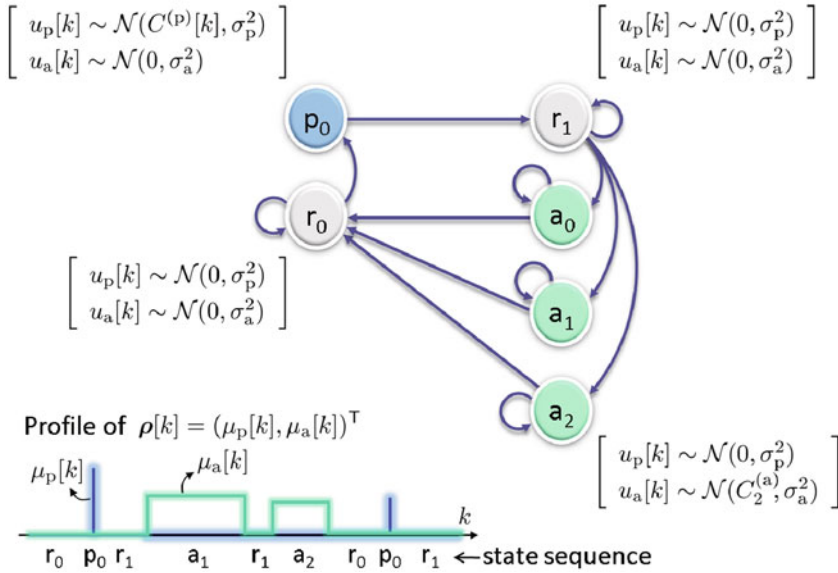 u_p[k] ∼ 𝒩(C^(p)[k], σ_p^2)
u_a[k] ∼ 𝒩(0, σ_a^2)
u_p[k] ∼ 𝒩(0, σ_p^2)
u_a[k] ∼ 𝒩(0, σ_a^2)
p_0
r_1
r_0
a_0
u_p[k] ∼ 𝒩(0, σ_p^2)
u_a[k] ∼ 𝒩(0, σ_a^2)
a_1
a_2
u_p[k] ∼ 𝒩(0, σ_p^2)
u_a[k] ∼ 𝒩(C_2^(a), σ_a^2)
Profile of ρ[k] = (μ_p[k], μ_a[k])^T
μ_p[k]
μ_a[k]
k
r_0 p_0 r_1 a_1 r_1 a_2 r_0 p_0 r_1 ←state sequence